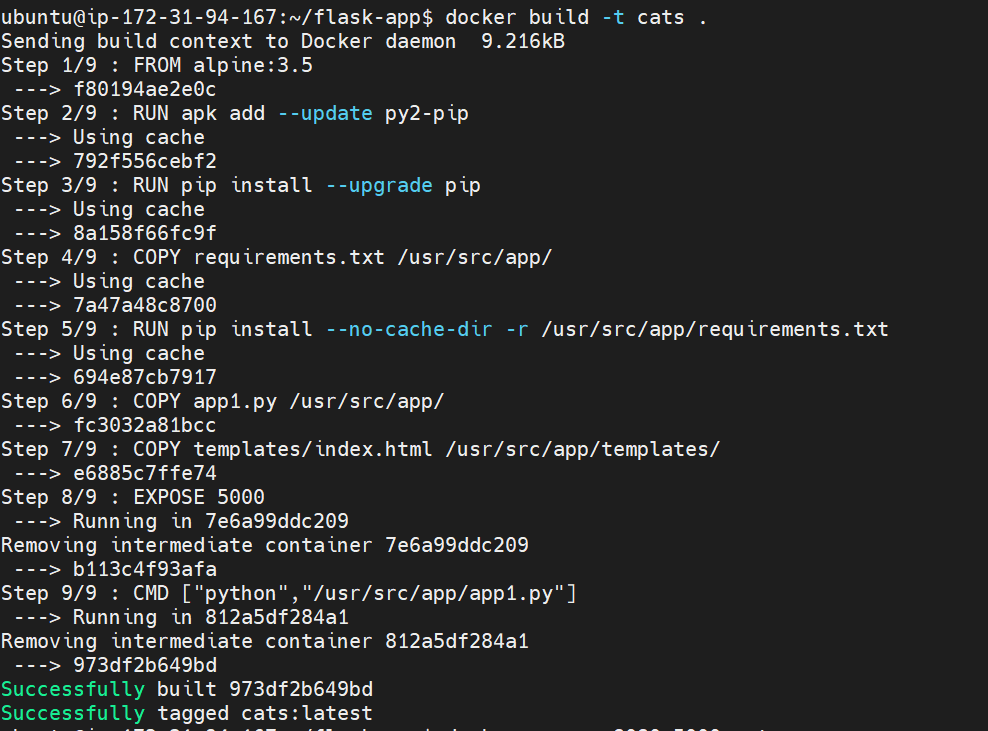 ubuntu@ip-172-31-94-167:~/flask-app$ docker build -t cats .
Sending build context to Docker daemon  9.216kB
Step 1/9 : FROM alpine:3.5
 ---> f80194ae2e0c
Step 2/9 : RUN apk add --update py2-pip
 ---> Using cache
 ---> 792f556cebf2
Step 3/9 : RUN pip install --upgrade pip
 ---> Using cache
 ---> 8a158f66fc9f
Step 4/9 : COPY requirements.txt /usr/src/app/
 ---> Using cache
 ---> 7a47a48c8700
Step 5/9 : RUN pip install --no-cache-dir -r /usr/src/app/requirements.txt
 ---> Using cache
 ---> 694e87cb7917
Step 6/9 : COPY app1.py /usr/src/app/
 ---> fc3032a81bcc
Step 7/9 : COPY templates/index.html /usr/src/app/templates/
 ---> e6885c7ffe74
Step 8/9 : EXPOSE 5000
 ---> Running in 7e6a99ddc209
Removing intermediate container 7e6a99ddc209
 ---> b113c4f93afa
Step 9/9 : CMD ["python","/usr/src/app/app1.py"]
 ---> Running in 812a5df284a1
Removing intermediate container 812a5df284a1
 ---> 973df2b649bd
Successfully built 973df2b649bd
Successfully tagged cats:latest